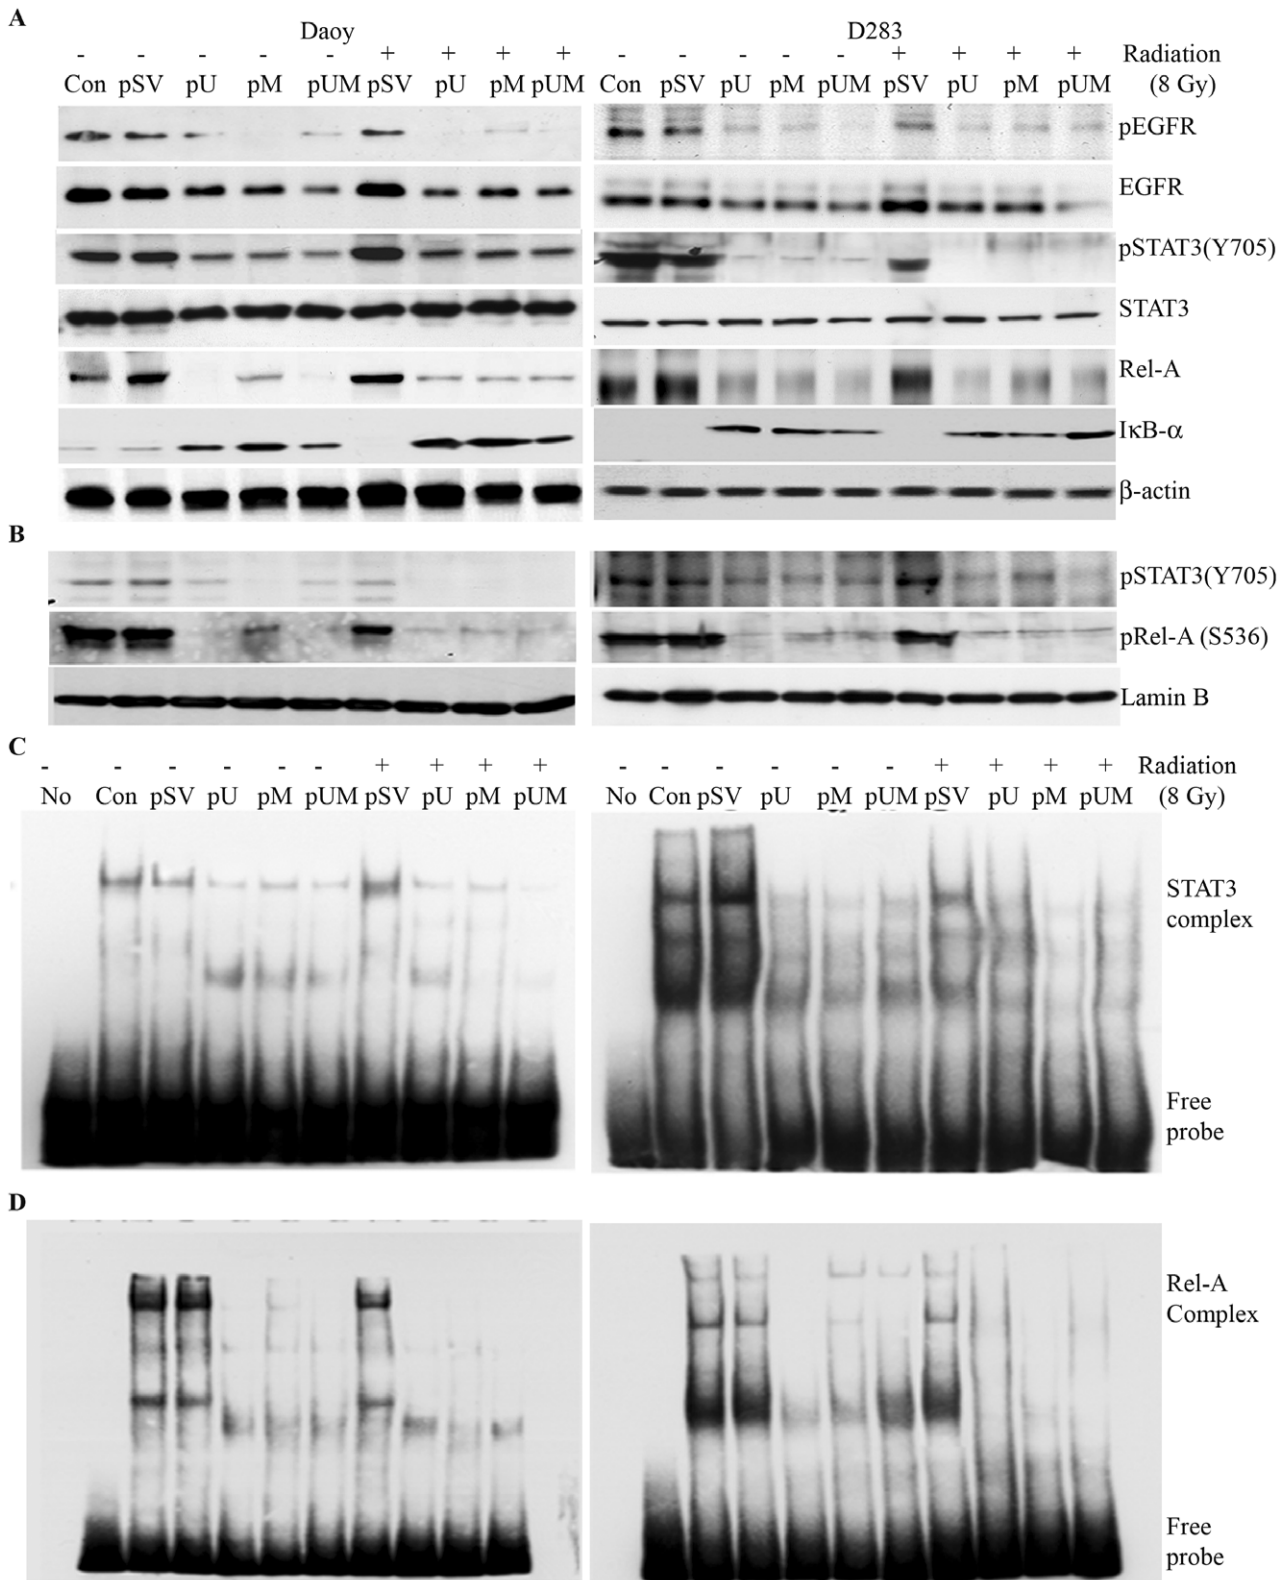 A
Daoy D283
- - - - - + + + + - - - - - + + + + Radiation
Con pSV pU pM pUM pSV pU pM pUM Con pSV pU pM pUM pSV pU pM pUM (8 Gy)
pEGFR
EGFR
pSTAT3(Y705)
STAT3
Rel-A
IκB-α
β-actin
B
pSTAT3(Y705)
pRel-A (S536)
Lamin B
C
- - - - - - + + + + - - - - - - + + + + Radiation
No Con pSV pU pM pUM pSV pU pM pUM No Con pSV pU pM pUM pSV pU pM pUM (8 Gy)
STAT3
complex
Free
probe
D
Rel-A
Complex
Free
probe